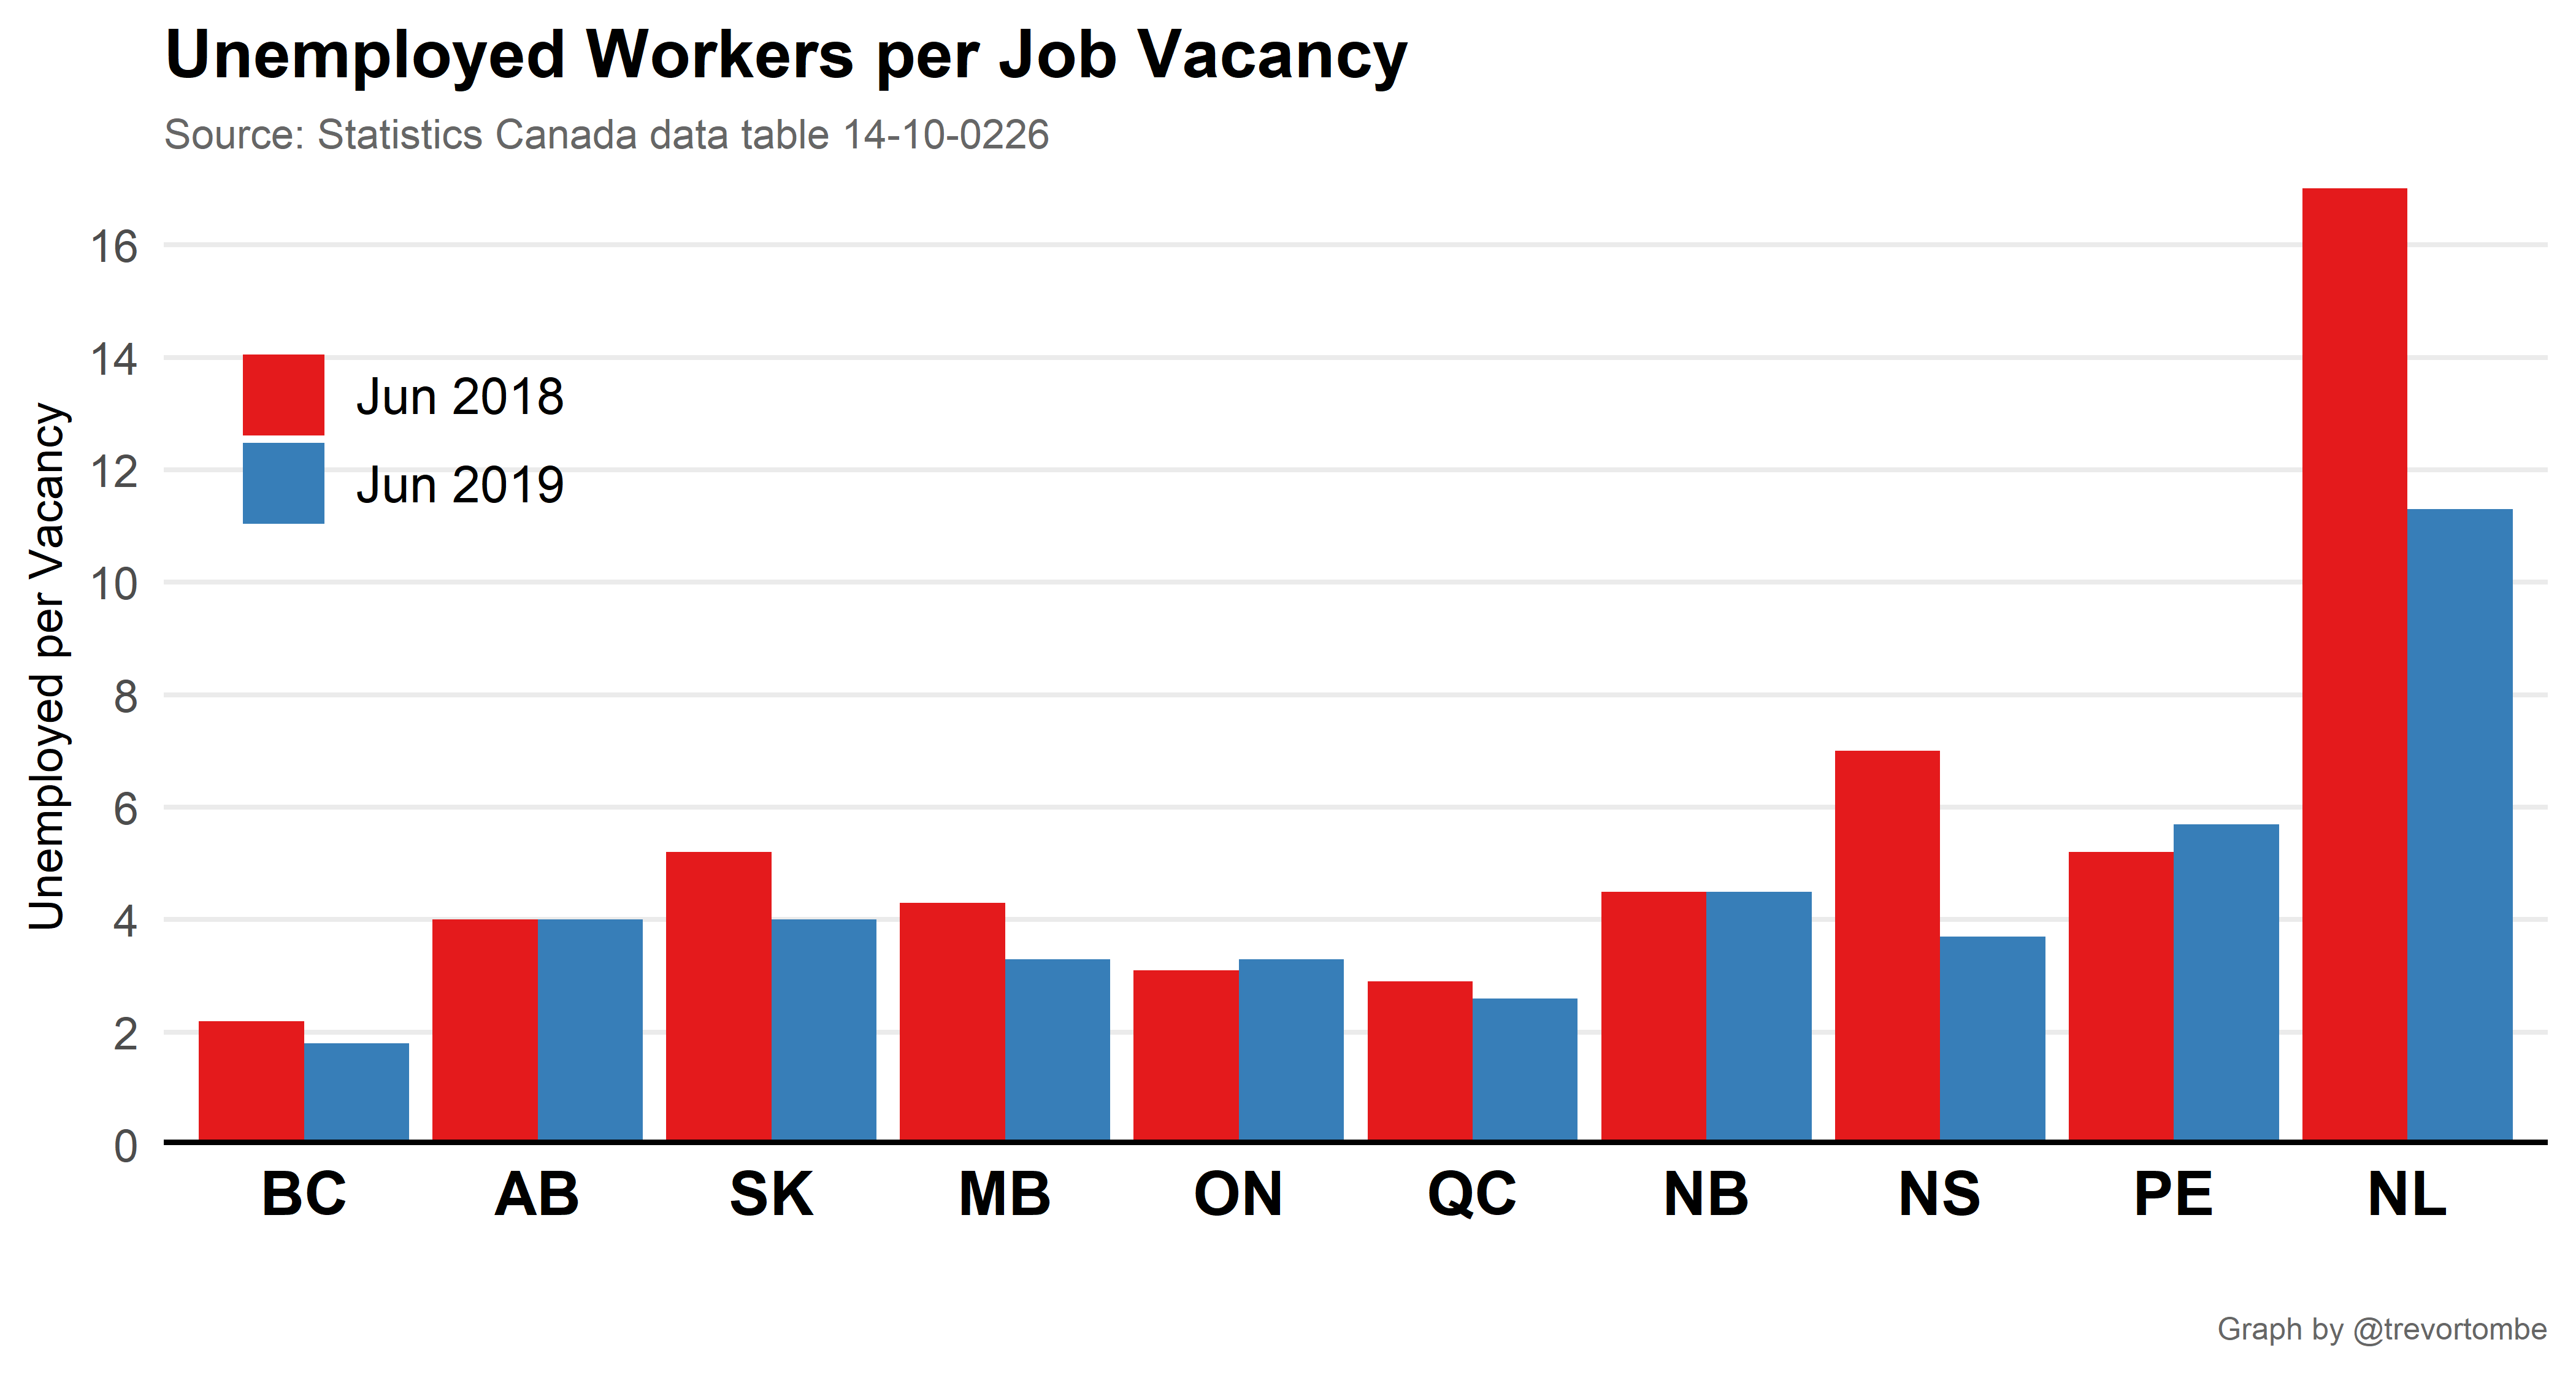 Unemployed Workers per Job Vacancy
Source: Statistics Canada data table 14-10-0226
Unemployed per Vacancy
16
14
12
10
8
6
4
2
0
Jun 2018
Jun 2019
BC AB SK MB ON QC NB NS PE NL
Graph by @trevortombe